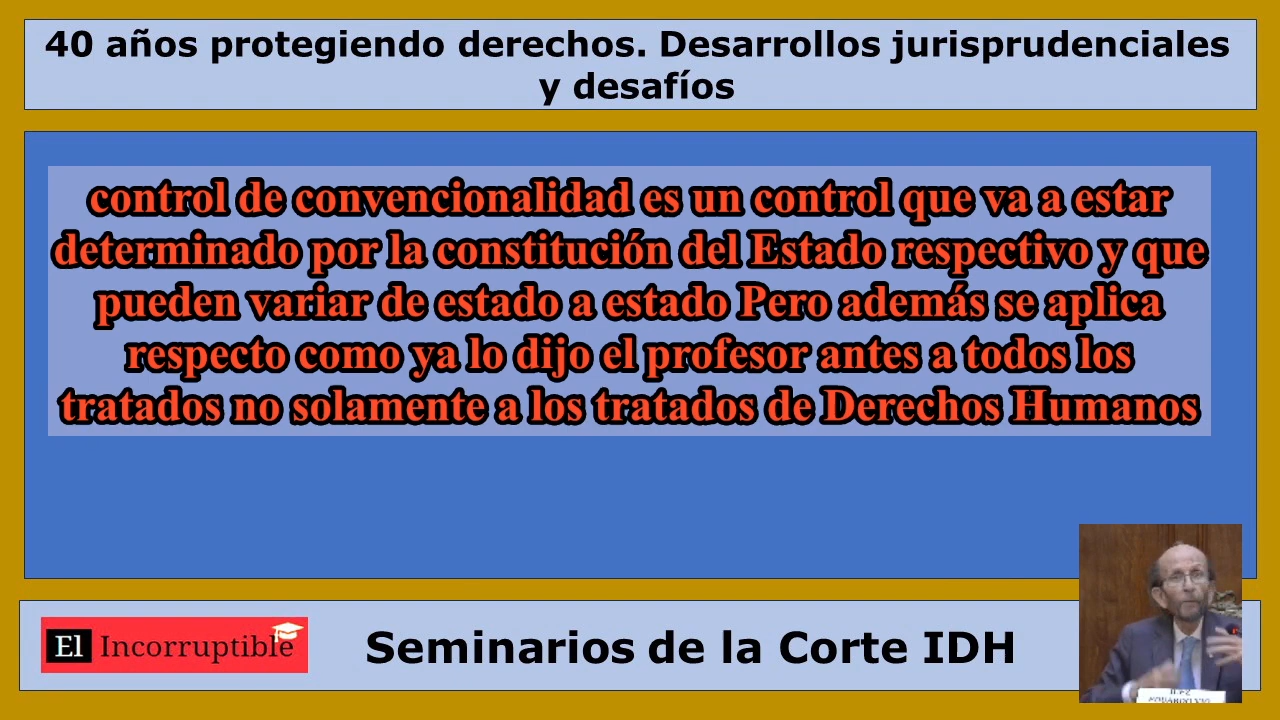 40 años protegiendo derechos. Desarrollos jurisprudenciales
y desafíos
control de convencionalidad es un control que va a estar
determinado por la constitución del Estado respectivo y que
pueden variar de estado a estado Pero además se aplica
respecto como ya lo dijo el profesor antes a todos los
tratados no solamente a los tratados de Derechos Humanos
El Incorruptible
Seminarios de la Corte IDH